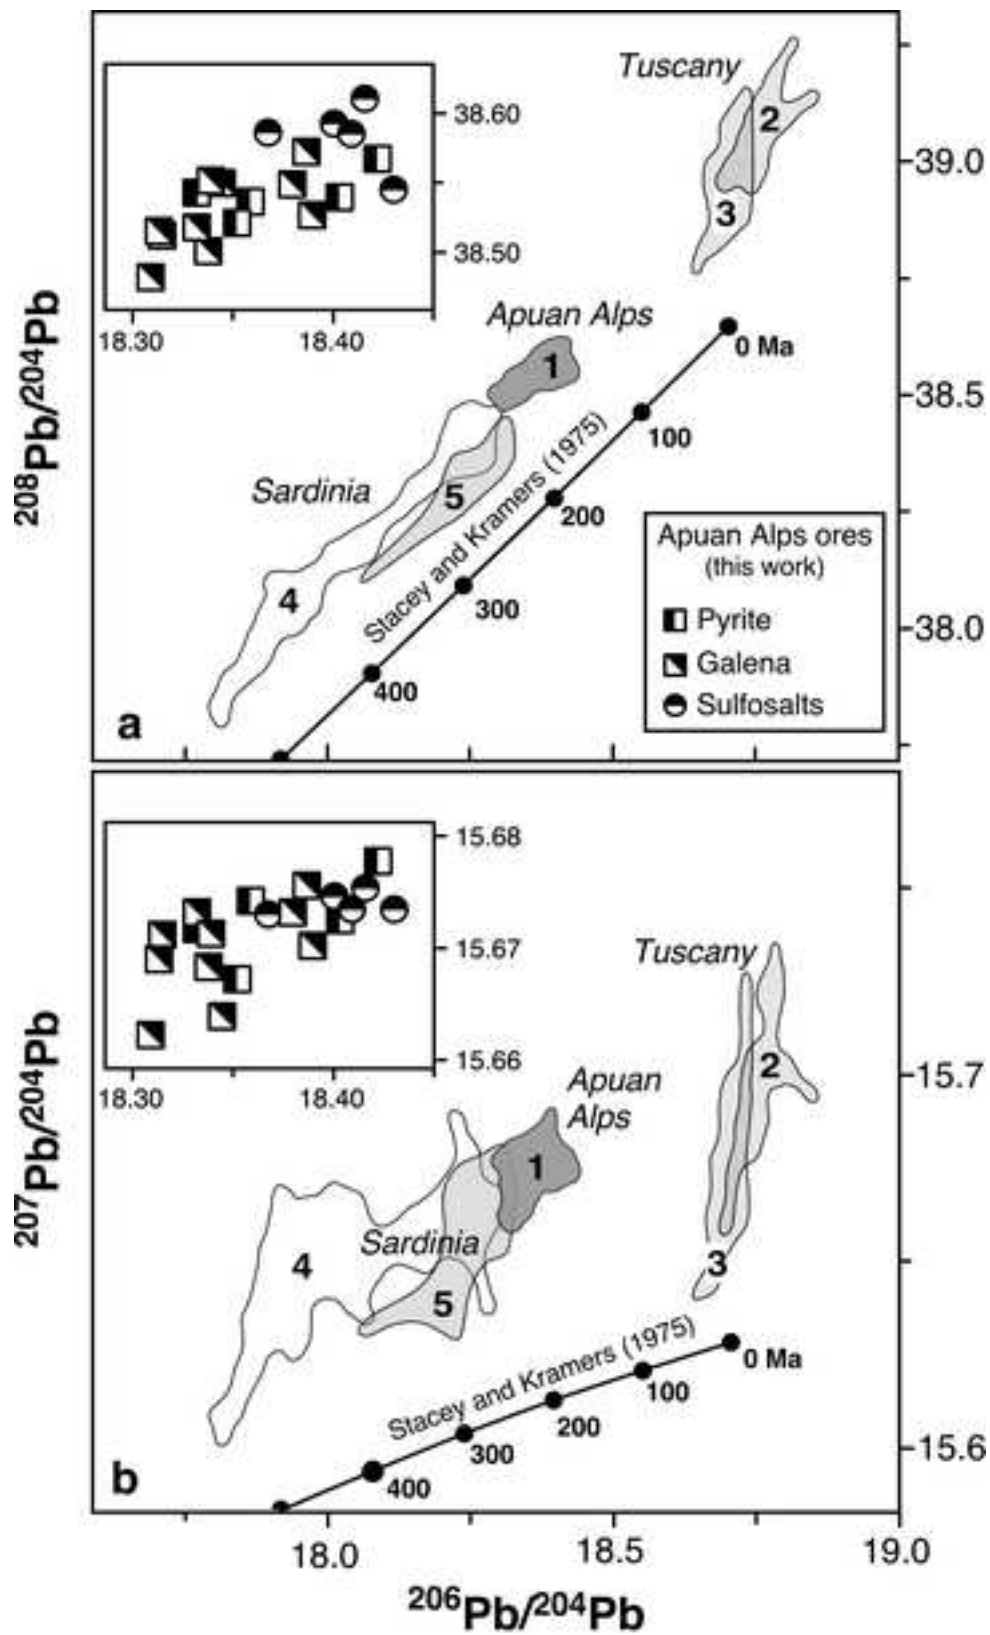 Tuscany
2
38.60
39.0
3
38.50
18.30
18.40
Apuan Alps
0 Ma
1
208Pb/204Pb
38.5
100
Sardinia
5
200
Stacey and Kramers (1975)
Apuan Alps ores
(this work)
4
300
Pyrite
38.0
Galena
400
Sulfosalts
a
15.68
15.67
Tuscany
15.66
18.30
18.40
2
15.7
Apuan
Alps
1
207Pb/204Pb
Sardinia
4
3
5
Stacey and Kramers (1975)
0 Ma
100
200
300
15.6
b
400
18.0
18.5
19.0
206Pb/204Pb